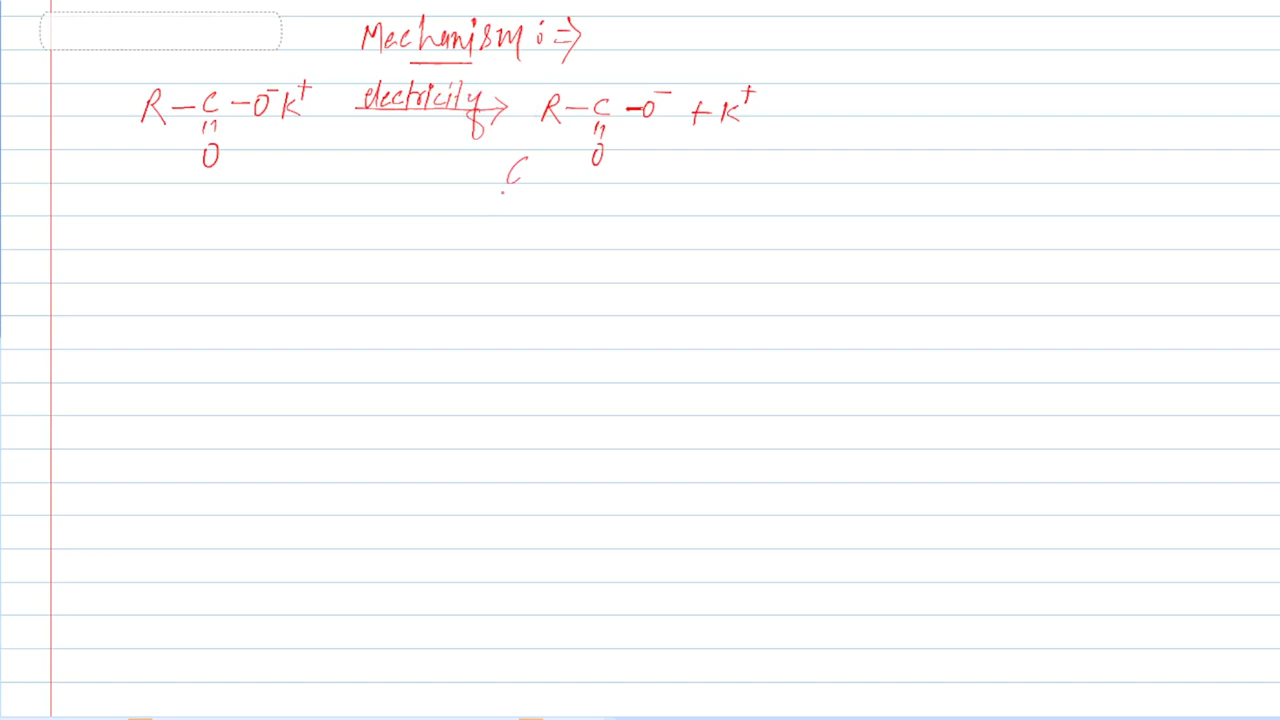 Mechanism :⇒
R — C — O⁻ K⁺ electricity → R — C — O⁻ + K⁺
॥ ॥
O O
C